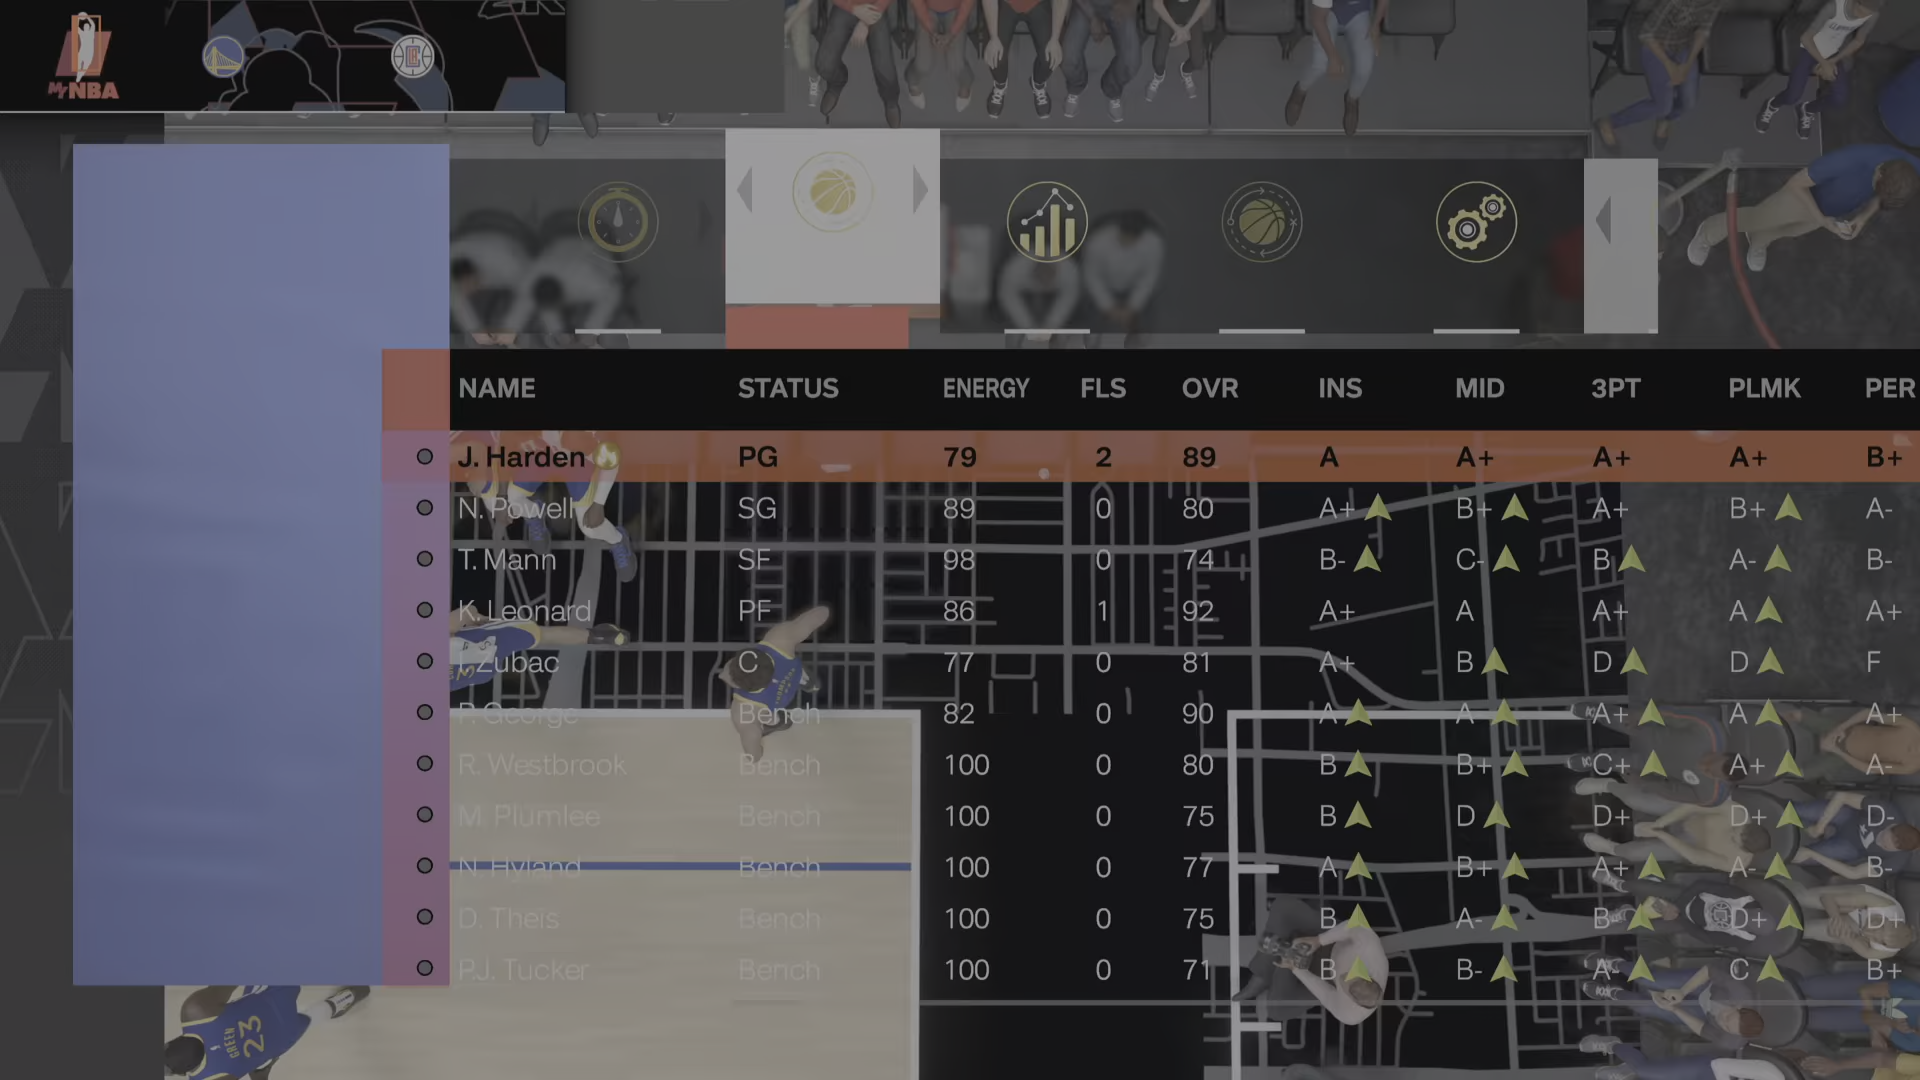 MyNBA
NAME STATUS ENERGY FLS OVR INS MID 3PT PLMK PER
J. Harden PG 79 2 89 A A+ A+ A+ B+
N. Powell SG 89 0 80 A+ B+ A+ B+ A-
T. Mann SF 98 0 74 B- C- B A- B-
K. Leonard PF 86 1 92 A+ A A+ A A+
I. Zubac C 77 0 81 A+ B D D F
P. George Bench 82 0 90 A A A+ A A+
R. Westbrook Bench 100 0 80 B B+ C+ A+ A-
M. Plumlee Bench 100 0 75 B D D+ D+ D-
N. Hyland Bench 100 0 77 A B+ A+ A- B-
D. Theis Bench 100 0 75 B A- B- D+ D+
P.J. Tucker Bench 100 0 71 B B- A- C B+
GREEN
23